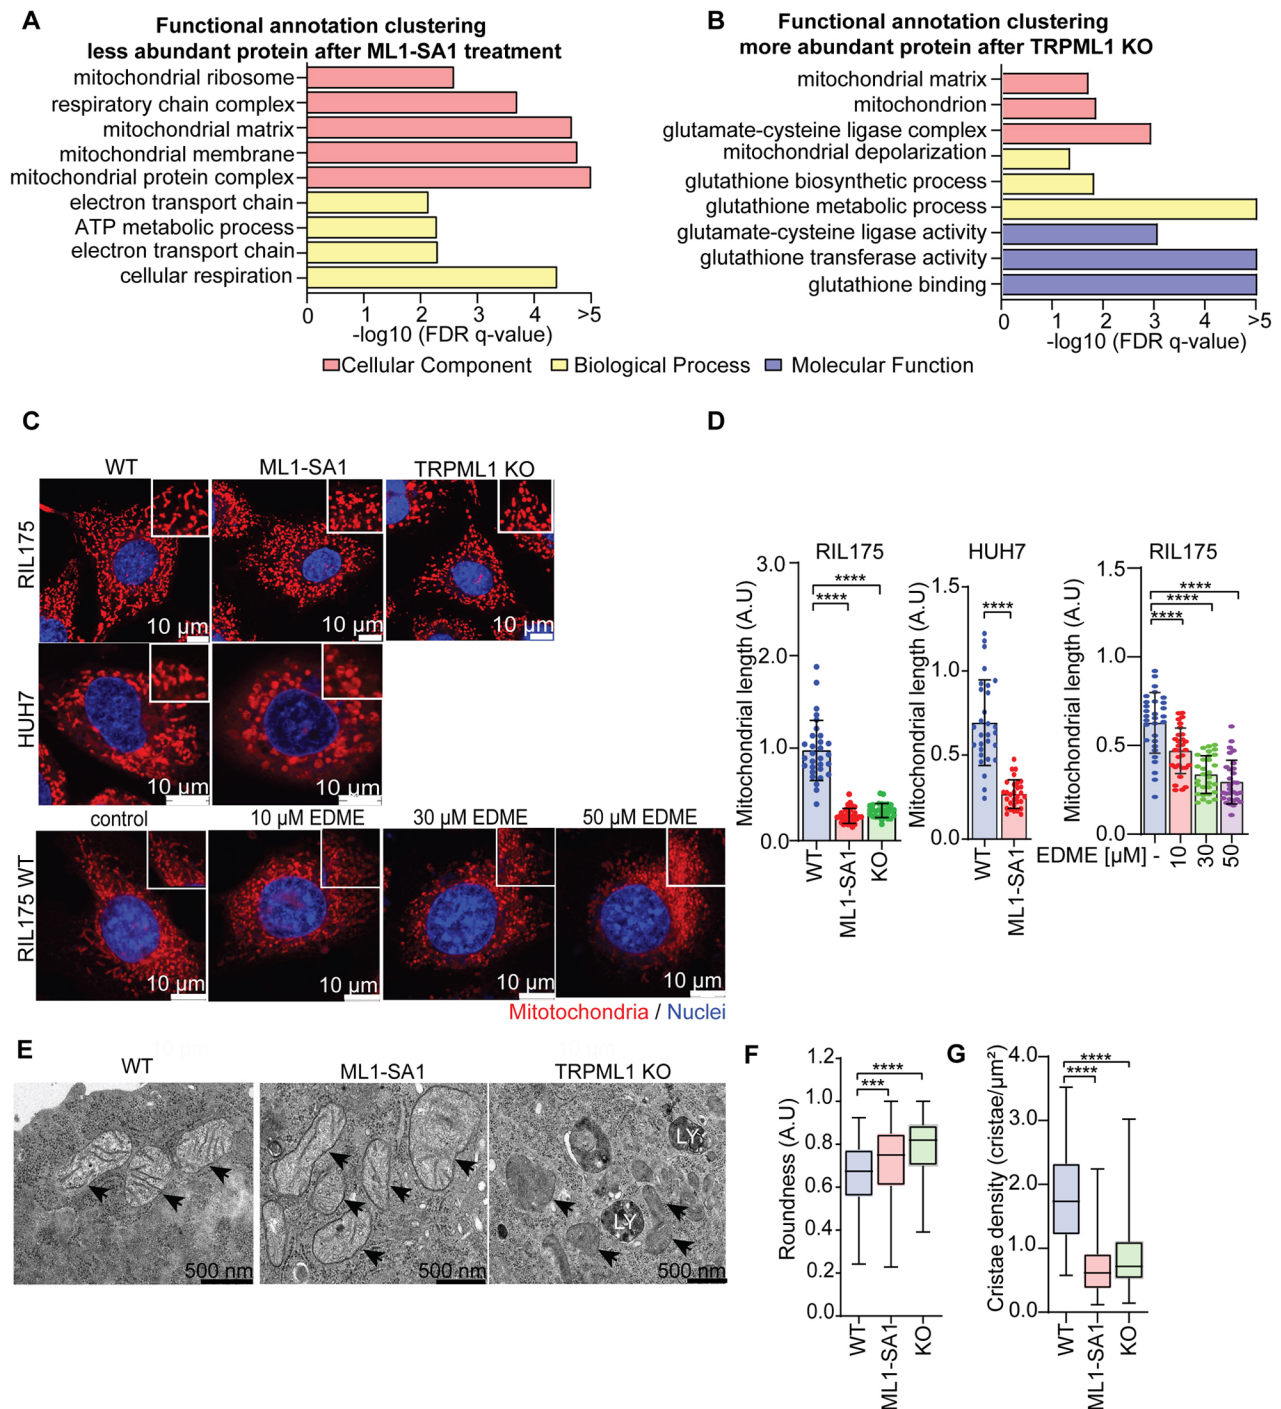 A
Functional annotation clustering
less abundant protein after ML1-SA1 treatment
mitochondrial ribosome
respiratory chain complex
mitochondrial matrix
mitochondrial membrane
mitochondrial protein complex
electron transport chain
ATP metabolic process
electron transport chain
cellular respiration
0 1 2 3 4 >5
-log10 (FDR q-value)
B
Functional annotation clustering
more abundant protein after TRPML1 KO
mitochondrial matrix
mitochondrion
glutamate-cysteine ligase complex
mitochondrial depolarization
glutathione biosynthetic process
glutathione metabolic process
glutamate-cysteine ligase activity
glutathione transferase activity
glutathione binding
0 1 2 3 4 >5
-log10 (FDR q-value)
Cellular Component Biological Process Molecular Function
C
WT ML1-SA1 TRPML1 KO
RIL175
10 µm 10 µm 10 µm
HUH7
10 µm 10 µm
control 10 µM EDME 30 µM EDME 50 µM EDME
RIL175 WT
10 µm 10 µm 10 µm 10 µm
Mitotochondria / Nuclei
D
RIL175
Mitochondrial length (A.U)
3.0
2.0
1.0
0.0
****
****
WT ML1-SA1 KO
HUH7
Mitochondrial length (A.U)
1.5
1.0
0.5
0.0
****
WT ML1-SA1
RIL175
Mitochondrial length (A.U)
1.5
1.0
0.5
0.0
****
****
****
EDME [µM] - 10 30 50
E
WT ML1-SA1 TRPML1 KO
LY
LY
500 nm 500 nm 500 nm
F
Roundness (A.U)
1.2
1.0
0.8
0.6
0.4
0.2
0.0
****
***
WT ML1-SA1 KO
G
Cristae density (cristae/µm²)
4.0
3.0
2.0
1.0
0.0
****
****
WT ML1-SA1 KO